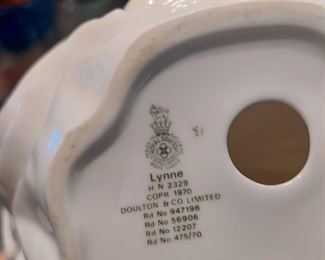 Lynne
H N 2329
COPR 1970
DOULTON & CO LIMITED
Rd No 947196
Rd No 56906
Rd No 12207
Rd No 475/70